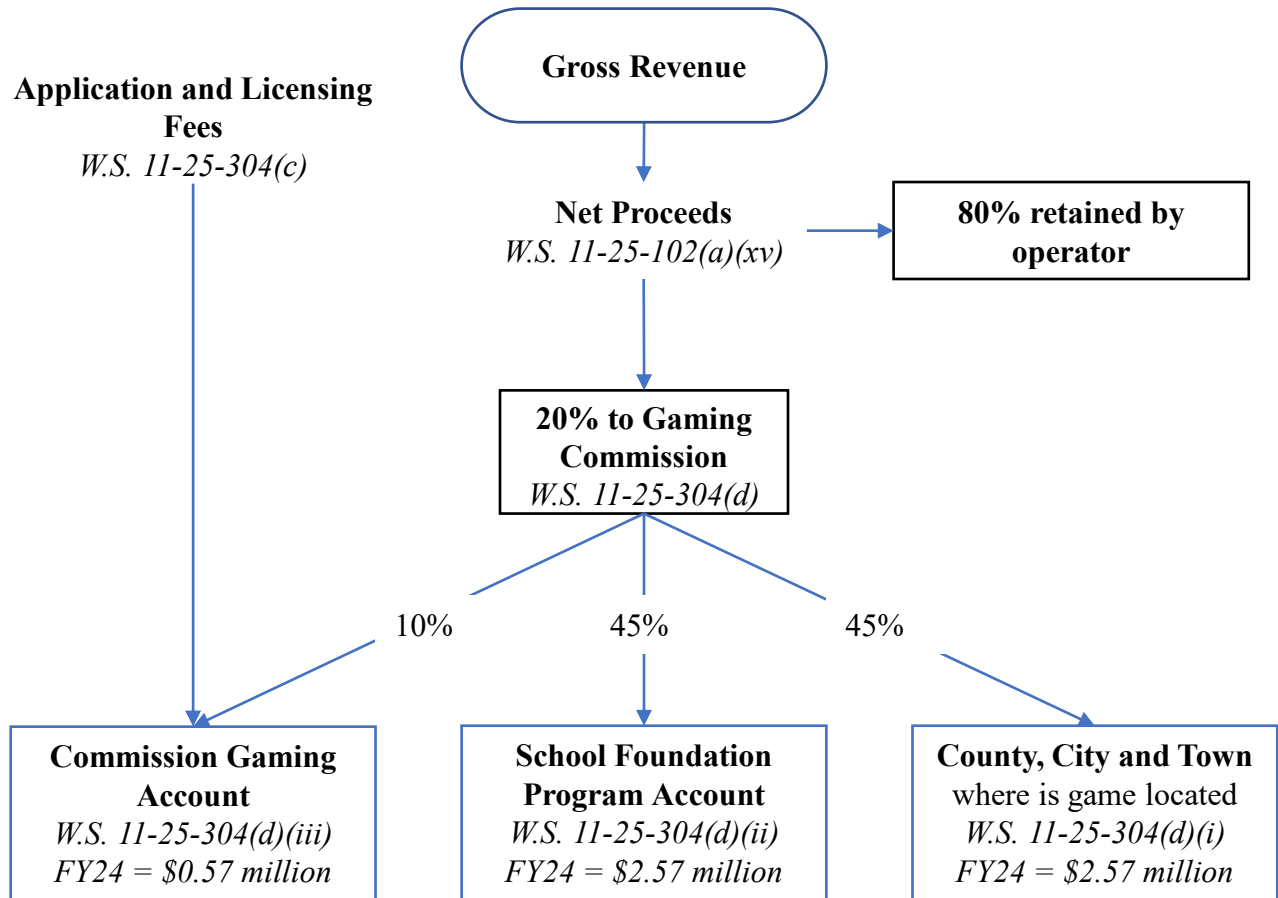 Gross Revenue
Application and Licensing
Fees
W.S. 11-25-304(c)
Net Proceeds
W.S. 11-25-102(a)(xv)
80% retained by
operator
20% to Gaming
Commission
W.S. 11-25-304(d)
10%
45%
45%
Commission Gaming
Account
W.S. 11-25-304(d)(iii)
FY24 = $0.57 million
School Foundation
Program Account
W.S. 11-25-304(d)(ii)
FY24 = $2.57 million
County, City and Town
where is game located
W.S. 11-25-304(d)(i)
FY24 = $2.57 million